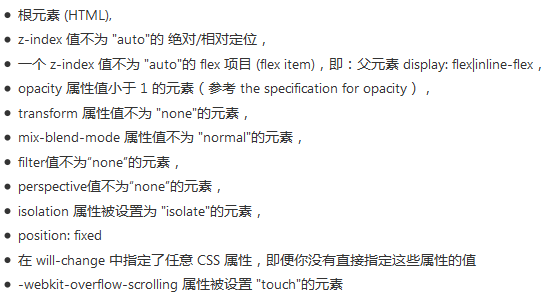 根元素 (HTML),
z-index 值不为 "auto"的 绝对/相对定位，
一个 z-index 值不为 "auto"的 flex 项目 (flex item)，即：父元素 display: flex|inline-flex，
opacity 属性值小于 1 的元素（参考 the specification for opacity），
transform 属性值不为 "none"的元素，
mix-blend-mode 属性值不为 "normal"的元素，
filter值不为“none”的元素，
perspective值不为“none”的元素，
isolation 属性被设置为 "isolate"的元素，
position: fixed
在 will-change 中指定了任意 CSS 属性，即便你没有直接指定这些属性的值
-webkit-overflow-scrolling 属性被设置 "touch"的元素